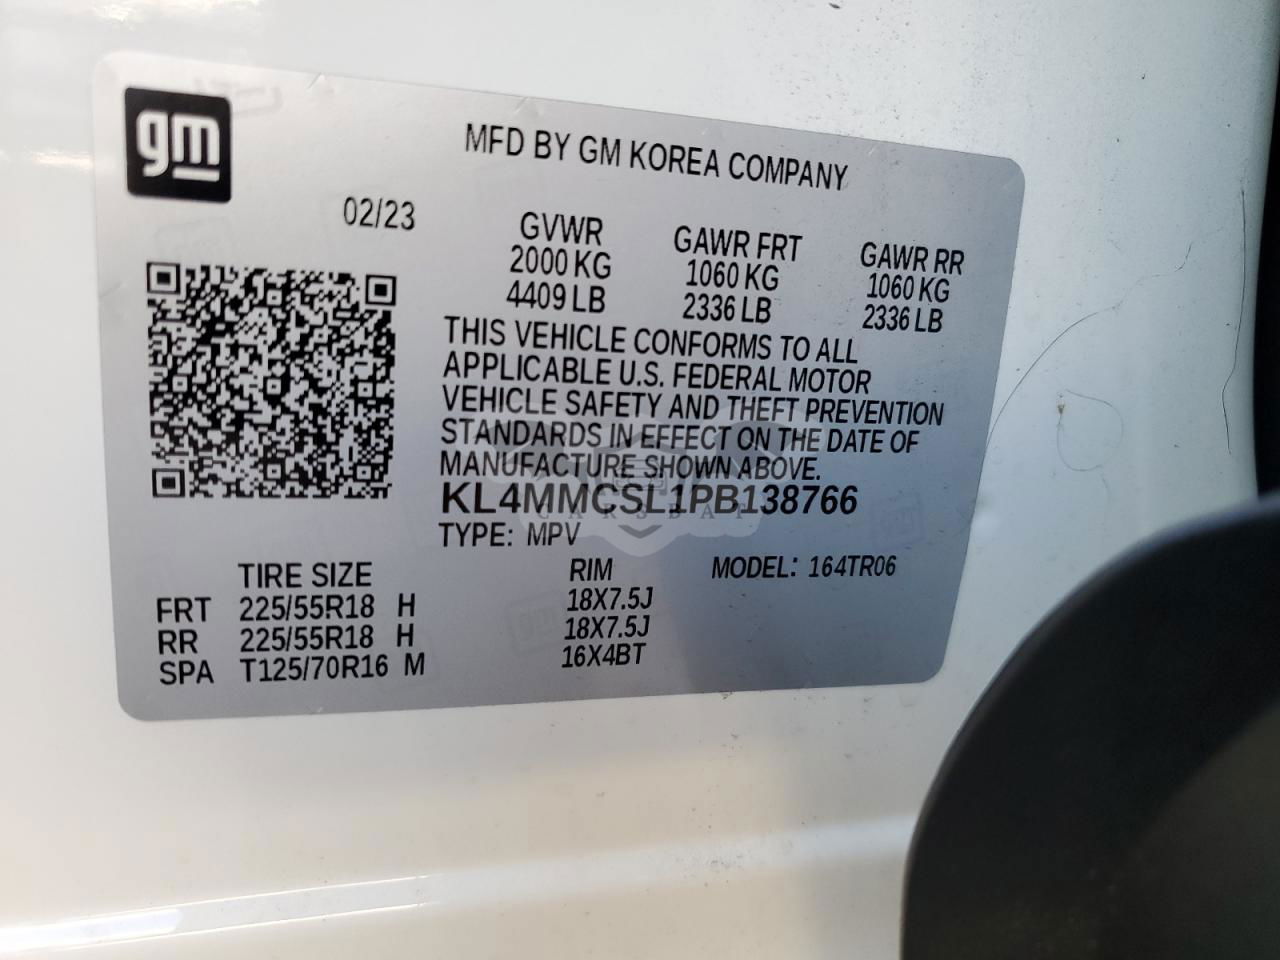 gm
MFD BY GM KOREA COMPANY
02/23
GVWR GAWR FRT GAWR RR
2000 KG 1060 KG 1060 KG
4409 LB 2336 LB 2336 LB
THIS VEHICLE CONFORMS TO ALL
APPLICABLE U.S. FEDERAL MOTOR
VEHICLE SAFETY AND THEFT PREVENTION
STANDARDS IN EFFECT ON THE DATE OF
MANUFACTURE SHOWN ABOVE.
KL4MMCSL1PB138766
TYPE: MPV
TIRE SIZE RIM MODEL: 164TR06
FRT 225/55R18 H 18X7.5J
RR 225/55R18 H 18X7.5J
SPA T125/70R16 M 16X4BT